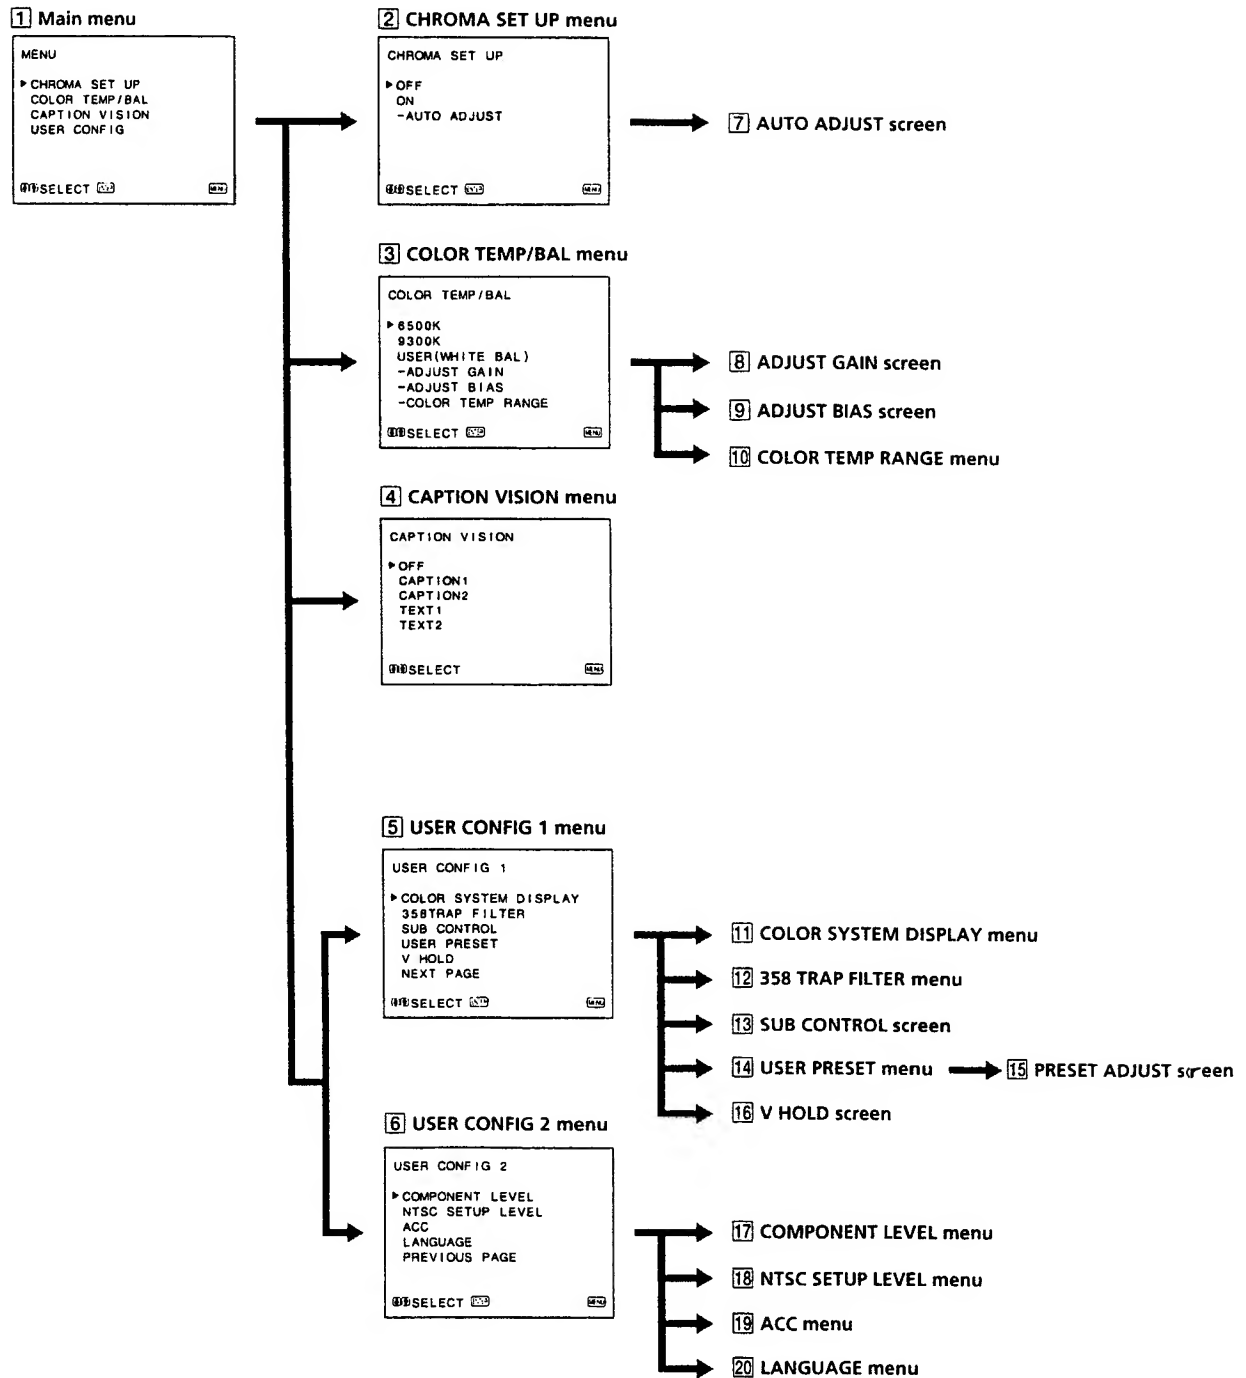 1 Main menu
MENU
CHROMA SET UP
COLOR TEMP/BAL
CAPTION VISION
USER CONFIG
SELECT
MENU
2 CHROMA SET UP menu
CHROMA SET UP
OFF
ON
-AUTO ADJUST
SELECT
MENU
7 AUTO ADJUST screen
3 COLOR TEMP/BAL menu
COLOR TEMP/BAL
6500K
9300K
USER(WHITE BAL)
-ADJUST GAIN
-ADJUST BIAS
-COLOR TEMP RANGE
SELECT
MENU
8 ADJUST GAIN screen
9 ADJUST BIAS screen
10 COLOR TEMP RANGE menu
4 CAPTION VISION menu
CAPTION VISION
OFF
CAPTION1
CAPTION2
TEXT1
TEXT2
SELECT
MENU
5 USER CONFIG 1 menu
USER CONFIG 1
COLOR SYSTEM DISPLAY
358TRAP FILTER
SUB CONTROL
USER PRESET
V HOLD
NEXT PAGE
SELECT
MENU
11 COLOR SYSTEM DISPLAY menu
12 358 TRAP FILTER menu
13 SUB CONTROL screen
14 USER PRESET menu
15 PRESET ADJUST screen
16 V HOLD screen
6 USER CONFIG 2 menu
USER CONFIG 2
COMPONENT LEVEL
NTSC SETUP LEVEL
ACC
LANGUAGE
PREVIOUS PAGE
SELECT
MENU
17 COMPONENT LEVEL menu
18 NTSC SETUP LEVEL menu
19 ACC menu
20 LANGUAGE menu